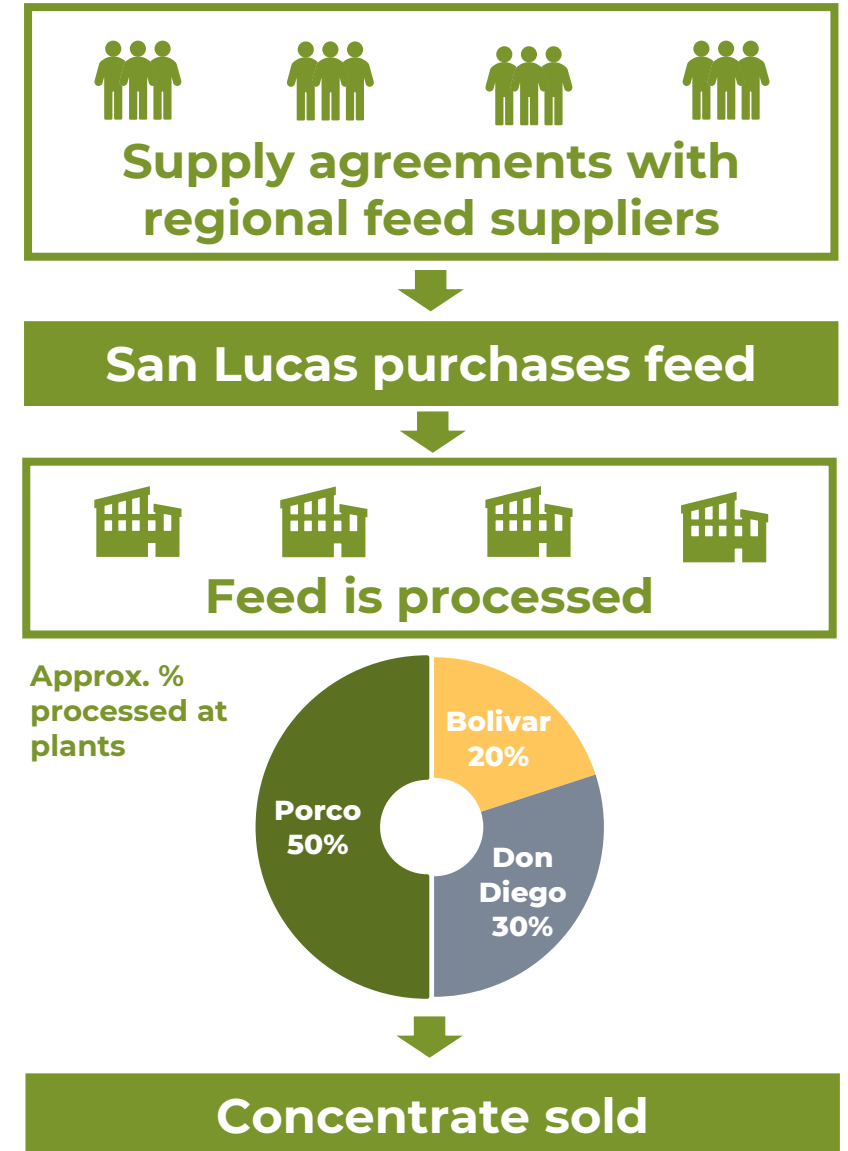 Supply agreements with
regional feed suppliers
San Lucas purchases feed
Feed is processed
Approx. %
processed at
plants
Bolivar
20%
Porco
50%
Don
Diego
30%
Concentrate sold